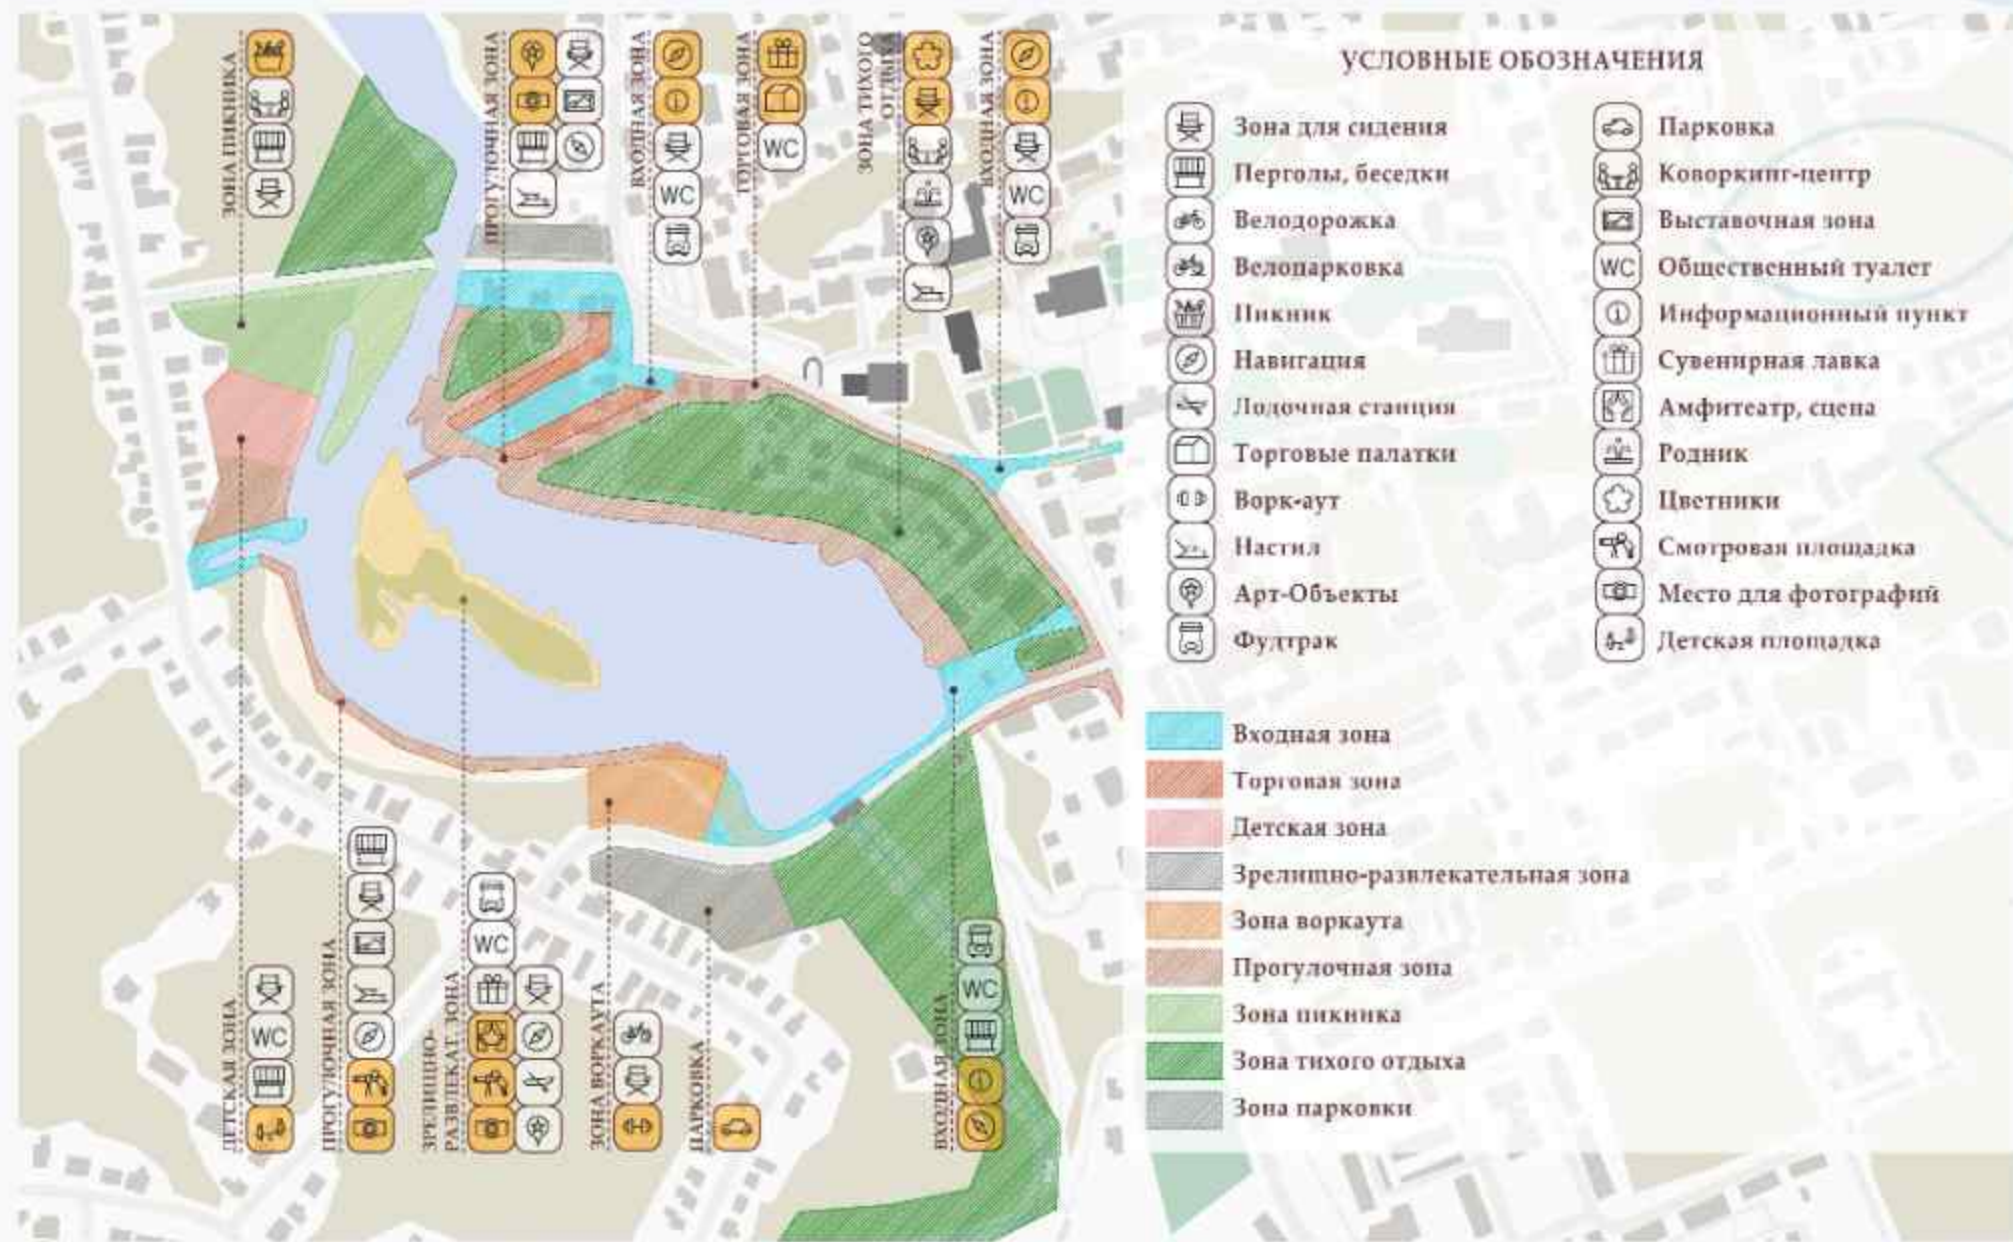 ЗОНА ПИКНИКА
ПРОГУЛОЧНАЯ ЗОНА
ВХОДНАЯ ЗОНА
WC
ТОРГОВАЯ ЗОНА
WC
ЗОНА ТИХОГО
ОТДЫХА
ВХОДНАЯ ЗОНА
WC
УСЛОВНЫЕ ОБОЗНАЧЕНИЯ
Зона для сидения
Перголы, беседки
Велодорожка
Велопарковка
Пикник
Навигация
Лодочная станция
Торговые палатки
Ворк-аут
Настил
Арт-Объекты
Фудтрак
Парковка
Коворкинг-центр
Выставочная зона
WC Общественный туалет
Информационный пункт
Сувенирная лавка
Амфитеатр, сцена
Родник
Цветники
Смотровая площадка
Место для фотографий
Детская площадка
Входная зона
Торговая зона
Детская зона
Зрелищно-развлекательная зона
Зона воркаута
Прогулочная зона
Зона пикника
Зона тихого отдыха
Зона парковки
ДЕТСКАЯ ЗОНА
WC
ПРОГУЛОЧНАЯ ЗОНА
ЗРЕЛИЩНО-
РАЗВЛЕКАТ. ЗОНА
WC
ЗОНА ВОРКАУТА
ПАРКОВКА
ВХОДНАЯ ЗОНА
WC